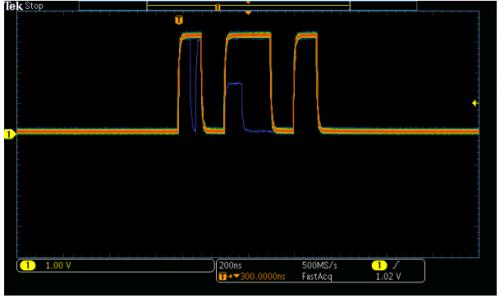 Tek Stop
T
T
1
1 1.00 V
200ns 500MS/s 1 /
T→▼300.0000ns FastAcq 1.02 V